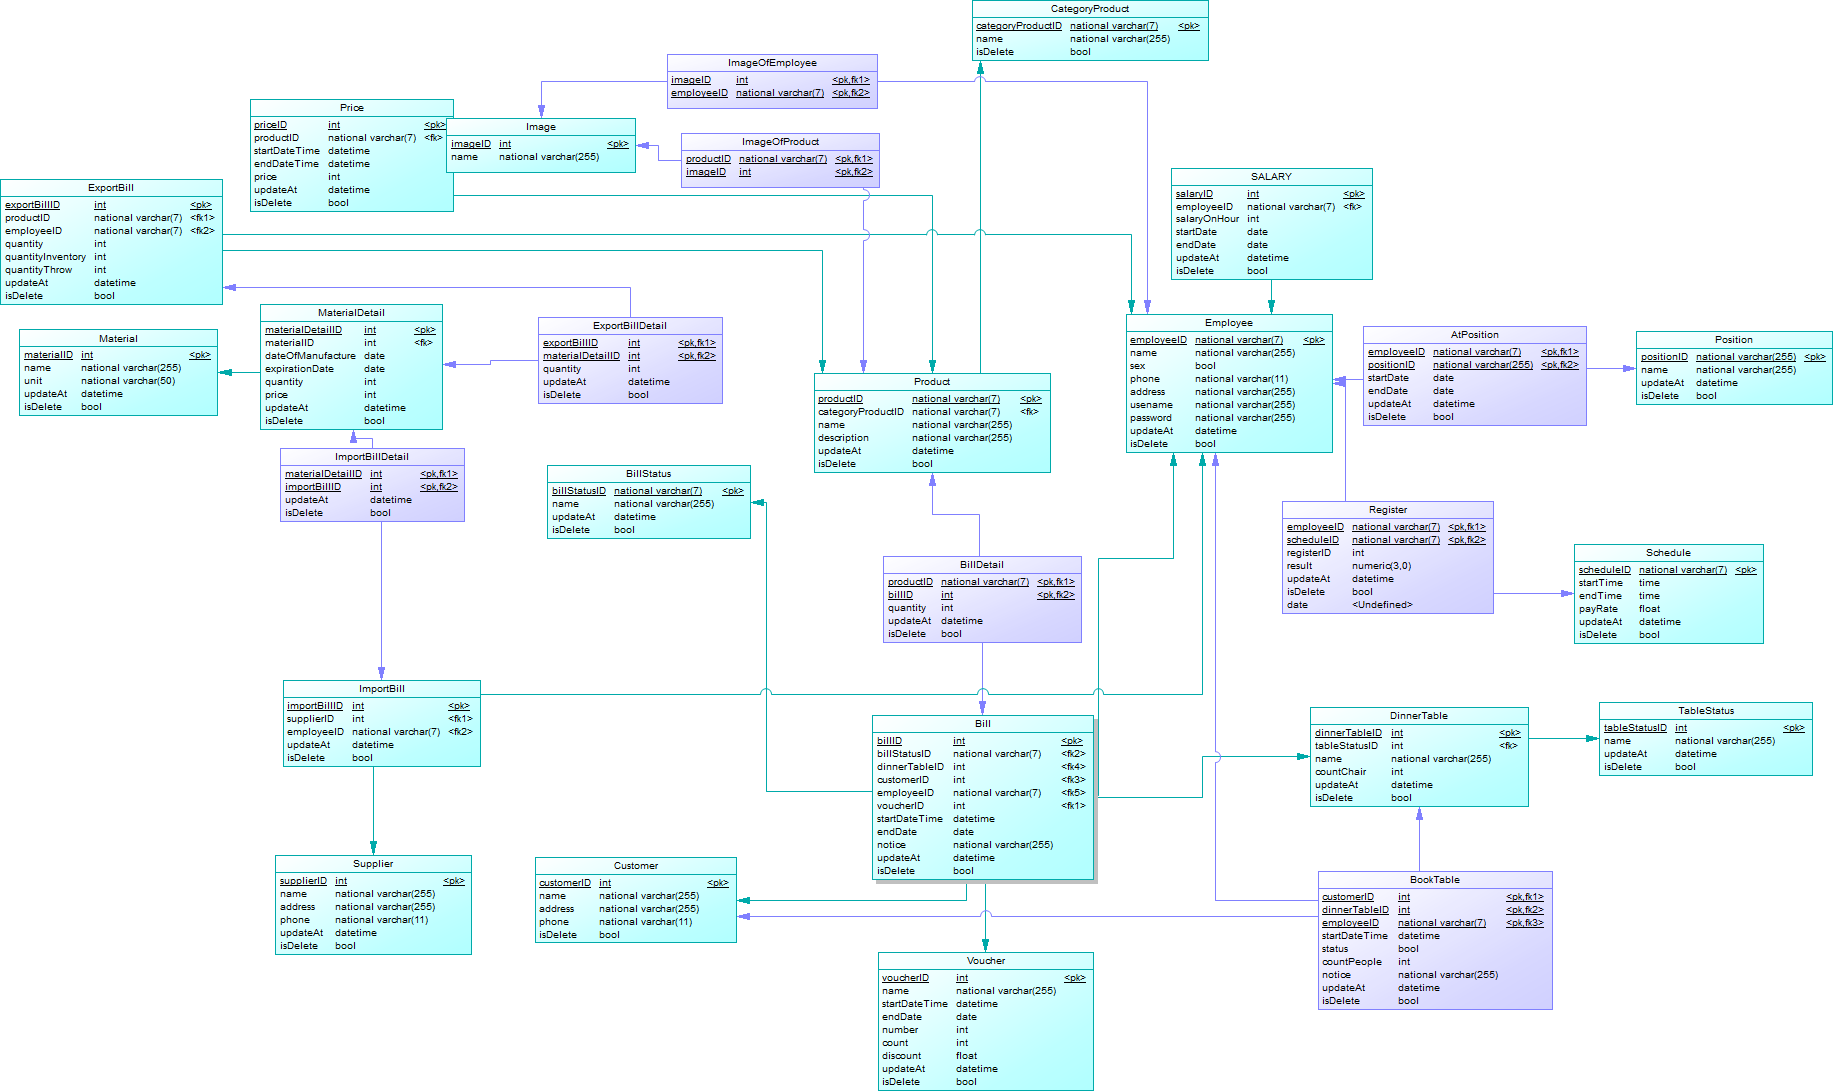 CategoryProduct
categoryProductID national varchar(7) <pk>
name national varchar(255)
isDelete bool
ImageOfEmployee
imageID int <pk,fk1>
employeeID national varchar(7) <pk,fk2>
Price
priceID int <pk>
productID national varchar(7) <fk>
startDateTime datetime
endDateTime datetime
price int
updateAt datetime
isDelete bool
Image
imageID int <pk>
name national varchar(255)
ImageOfProduct
productID national varchar(7) <pk,fk1>
imageID int <pk,fk2>
ExportBill
exportBillID int <pk>
productID national varchar(7) <fk1>
employeeID national varchar(7) <fk2>
quantity int
quantityInventory int
quantityThrow int
updateAt datetime
isDelete bool
SALARY
salaryID int <pk>
employeeID national varchar(7) <fk>
salaryOnHour int
startDate date
endDate date
updateAt datetime
isDelete bool
Material
materialID int <pk>
name national varchar(255)
unit national varchar(50)
updateAt datetime
isDelete bool
MaterialDetail
materialDetailID int <pk>
materialID int <fk>
dateOfManufacture date
expirationDate date
quantity int
price int
updateAt datetime
isDelete bool
ExportBillDetail
exportBillID int <pk,fk1>
materialDetailID int <pk,fk2>
quantity int
updateAt datetime
isDelete bool
Product
productID national varchar(7) <pk>
categoryProductID national varchar(7) <fk>
name national varchar(255)
description national varchar(255)
updateAt datetime
isDelete bool
Employee
employeeID national varchar(7) <pk>
name national varchar(255)
sex bool
phone national varchar(11)
address national varchar(255)
usename national varchar(255)
password national varchar(255)
updateAt datetime
isDelete bool
AtPosition
employeeID national varchar(7) <pk,fk1>
positionID national varchar(255) <pk,fk2>
startDate date
endDate date
updateAt datetime
isDelete bool
Position
positionID national varchar(255) <pk>
name national varchar(255)
updateAt datetime
isDelete bool
ImportBillDetail
materialDetailID int <pk,fk1>
importBillID int <pk,fk2>
updateAt datetime
isDelete bool
BillStatus
billStatusID national varchar(7) <pk>
name national varchar(255)
updateAt datetime
isDelete bool
BillDetail
productID national varchar(7) <pk,fk1>
billID int <pk,fk2>
quantity int
updateAt datetime
isDelete bool
Register
employeeID national varchar(7) <pk,fk1>
scheduleID national varchar(7) <pk,fk2>
registerID int
result numeric(3,0)
updateAt datetime
isDelete bool
date <Undefined>
Schedule
scheduleID national varchar(7) <pk>
startTime time
endTime time
payRate float
updateAt datetime
isDelete bool
ImportBill
importBillID int <pk>
supplierID int <fk1>
employeeID national varchar(7) <fk2>
updateAt datetime
isDelete bool
Bill
billID int <pk>
billStatusID national varchar(7) <fk2>
dinnerTableID int <fk4>
customerID int <fk3>
employeeID national varchar(7) <fk5>
voucherID int <fk1>
startDateTime datetime
endDate date
notice national varchar(255)
updateAt datetime
isDelete bool
DinnerTable
dinnerTableID int <pk>
tableStatusID int <fk>
name national varchar(255)
countChair int
updateAt datetime
isDelete bool
TableStatus
tableStatusID int <pk>
name national varchar(255)
updateAt datetime
isDelete bool
Supplier
supplierID int <pk>
name national varchar(255)
address national varchar(255)
phone national varchar(11)
updateAt datetime
isDelete bool
Customer
customerID int <pk>
name national varchar(255)
address national varchar(255)
phone national varchar(11)
isDelete bool
BookTable
customerID int <pk,fk1>
dinnerTableID int <pk,fk2>
employeeID national varchar(7) <pk,fk3>
startDateTime datetime
status bool
countPeople int
notice national varchar(255)
updateAt datetime
isDelete bool
Voucher
voucherID int <pk>
name national varchar(255)
startDateTime datetime
endDate date
number int
count int
discount float
updateAt datetime
isDelete bool